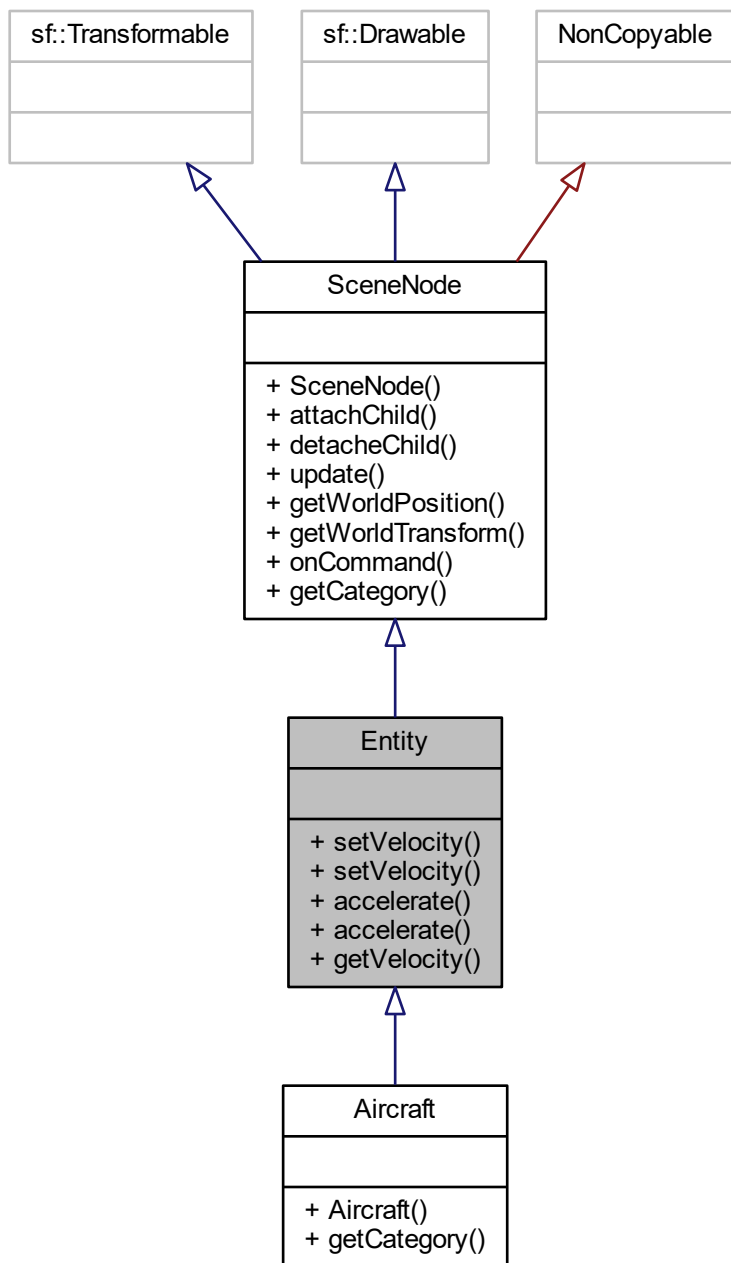 sf::Transformable
sf::Drawable
NonCopyable
SceneNode
+ SceneNode()
+ attachChild()
+ detacheChild()
+ update()
+ getWorldPosition()
+ getWorldTransform()
+ onCommand()
+ getCategory()
Entity
+ setVelocity()
+ setVelocity()
+ accelerate()
+ accelerate()
+ getVelocity()
Aircraft
+ Aircraft()
+ getCategory()